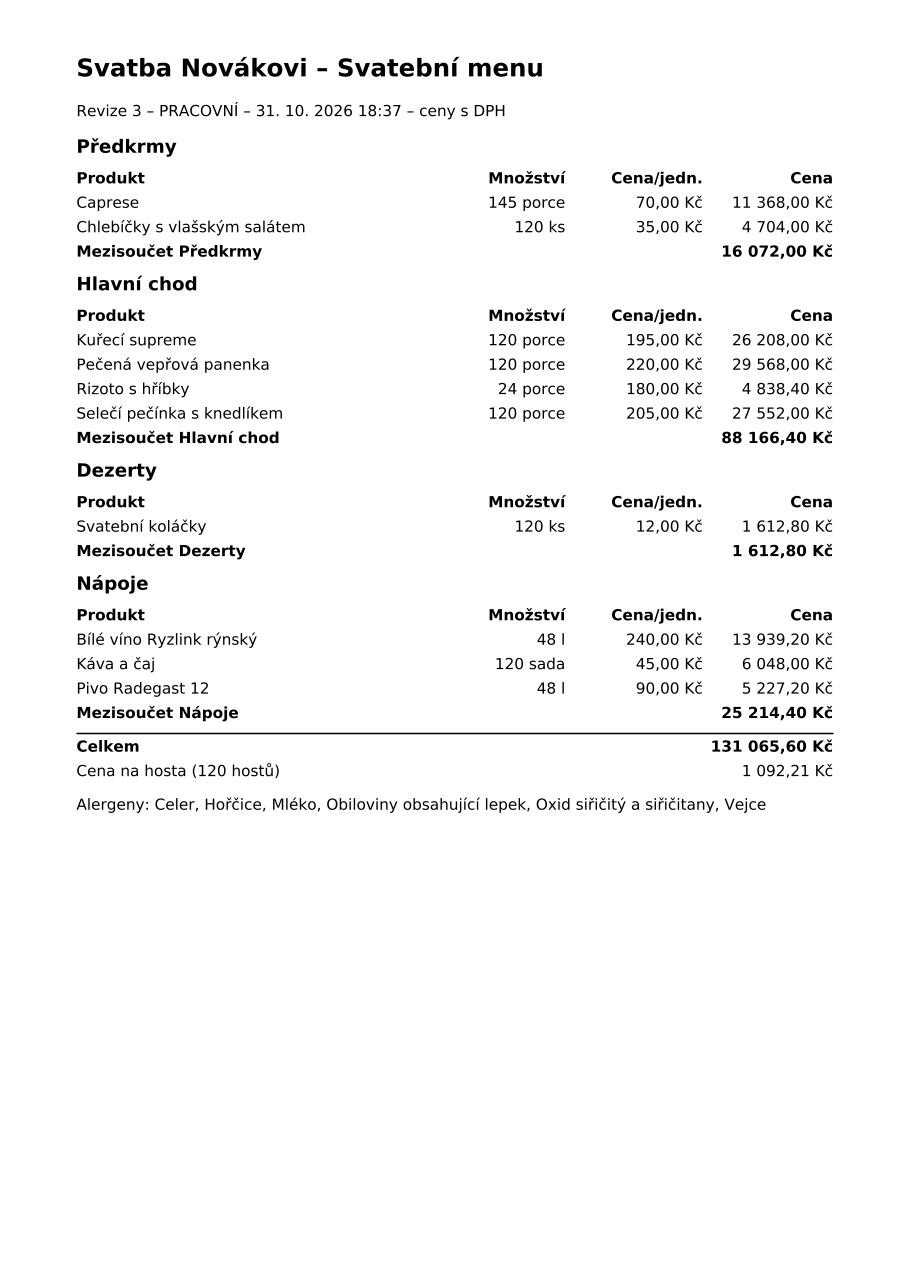 Svatba Novákovi – Svatební menu
Revize 3 – PRACOVNÍ – 31. 10. 2026 18:37 – ceny s DPH
Předkrmy
Produkt Množství Cena/jedn. Cena
Caprese 145 porce 70,00 Kč 11 368,00 Kč
Chlebíčky s vlašským salátem 120 ks 35,00 Kč 4 704,00 Kč
Mezisoučet Předkrmy 16 072,00 Kč
Hlavní chod
Produkt Množství Cena/jedn. Cena
Kuřecí supreme 120 porce 195,00 Kč 26 208,00 Kč
Pečená vepřová panenka 120 porce 220,00 Kč 29 568,00 Kč
Rizoto s hříbky 24 porce 180,00 Kč 4 838,40 Kč
Selečí pečínka s knedlíkem 120 porce 205,00 Kč 27 552,00 Kč
Mezisoučet Hlavní chod 88 166,40 Kč
Dezerty
Produkt Množství Cena/jedn. Cena
Svatební koláčky 120 ks 12,00 Kč 1 612,80 Kč
Mezisoučet Dezerty 1 612,80 Kč
Nápoje
Produkt Množství Cena/jedn. Cena
Bílé víno Ryzlink rýnský 48 l 240,00 Kč 13 939,20 Kč
Káva a čaj 120 sada 45,00 Kč 6 048,00 Kč
Pivo Radegast 12 48 l 90,00 Kč 5 227,20 Kč
Mezisoučet Nápoje 25 214,40 Kč
Celkem 131 065,60 Kč
Cena na hosta (120 hostů) 1 092,21 Kč
Alergeny: Celer, Hořčice, Mléko, Obiloviny obsahující lepek, Oxid siřičitý a siřičitany, Vejce